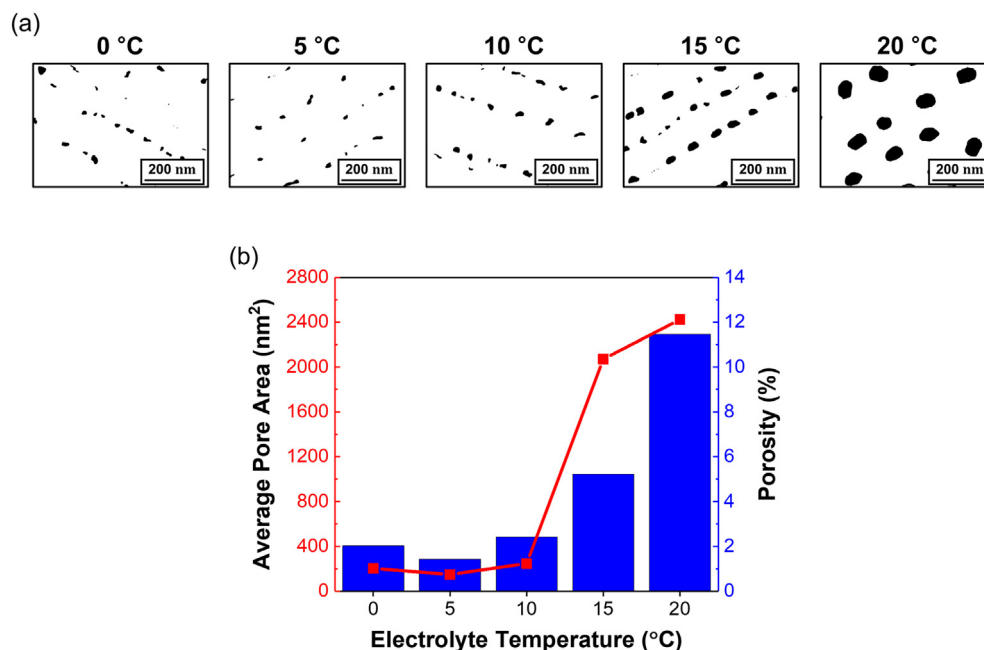 (a)
0 °C 5 °C 10 °C 15 °C 20 °C
200 nm 200 nm 200 nm 200 nm 200 nm
(b)
Average Pore Area (nm²)
2800
2400
2000
1600
1200
800
400
0
14
12
10
8
6
4
2
0
Porosity (%)
0 5 10 15 20
Electrolyte Temperature (°C)